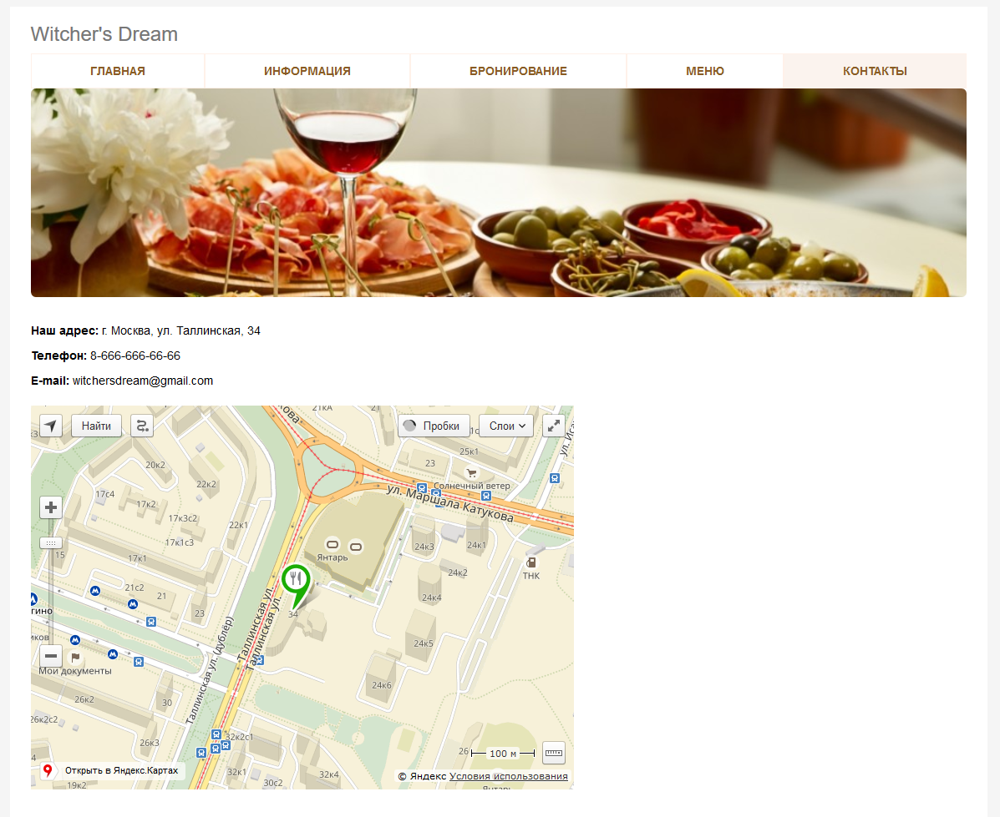 Witcher's Dream
ГЛАВНАЯ ИНФОРМАЦИЯ БРОНИРОВАНИЕ МЕНЮ КОНТАКТЫ
Наш адрес: г. Москва, ул. Таллинская, 34
Телефон: 8-666-666-66-66
E-mail: witchersdream@gmail.com
21кА
21
Найти
Пробки
Слои
20к2
23
25к1
Солнечный ветер
22к2
17с4
17к2
ул. Маршала Катукова
17к3с2
22к1
17к1с3
24к3
24к1
15
17к1
Янтарь
24к2
ТНК
21с2
21
24к4
23
34
Таллинская ул.
Таллинская ул.
Таллинская ул. (дублёр)
24к5
Мои документы
24к6
26к2
30
26к2с2
26к3
32к2с1
26
100 м
Открыть в Яндекс.Карты
32к1
32к4
© Яндекс Условия использования
19к2
30с2
Янтарь